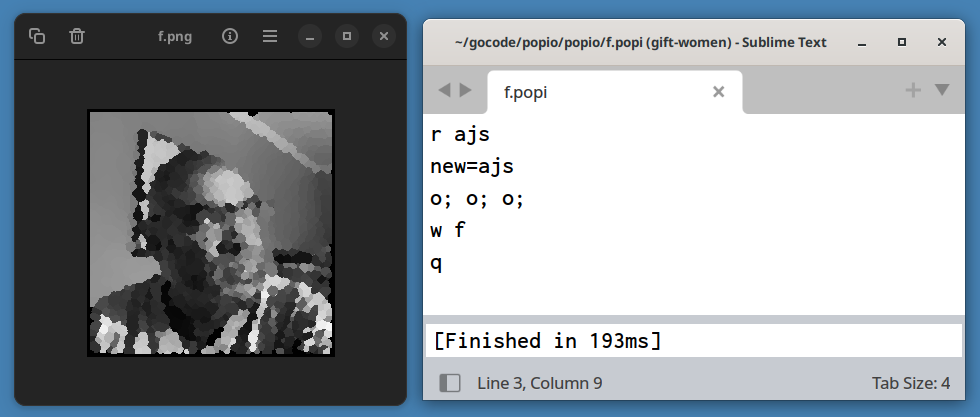 f.png
~/gocode/popio/popio/f.popi (gift-women) - Sublime Text
f.popi
r ajs
new=ajs
o; o; o;
w f
q
[Finished in 193ms]
Line 3, Column 9
Tab Size: 4